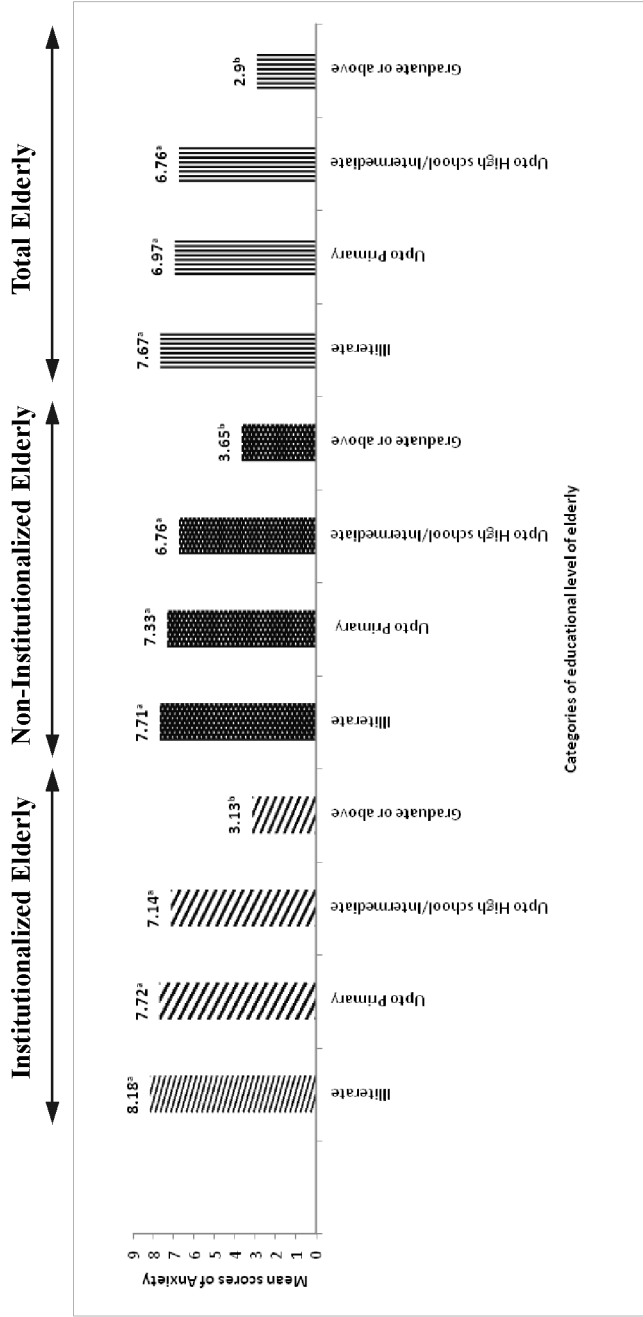 Institutionalized Elderly
Non-Institutionalized Elderly
Total Elderly
Mean scores of Anxiety
9
8
7
6
5
4
3
2
1
0
8.18ᵃ
7.72ᵃ
7.14ᵃ
3.13ᵇ
7.71ᵃ
7.33ᵃ
6.76ᵃ
3.65ᵇ
7.67ᵃ
6.97ᵃ
6.76ᵃ
2.9ᵇ
Illiterate
Upto Primary
Upto High school/Intermediate
Graduate or above
Illiterate
Upto Primary
Upto High school/Intermediate
Graduate or above
Illiterate
Upto Primary
Upto High school/Intermediate
Graduate or above
Categories of educational level of elderly